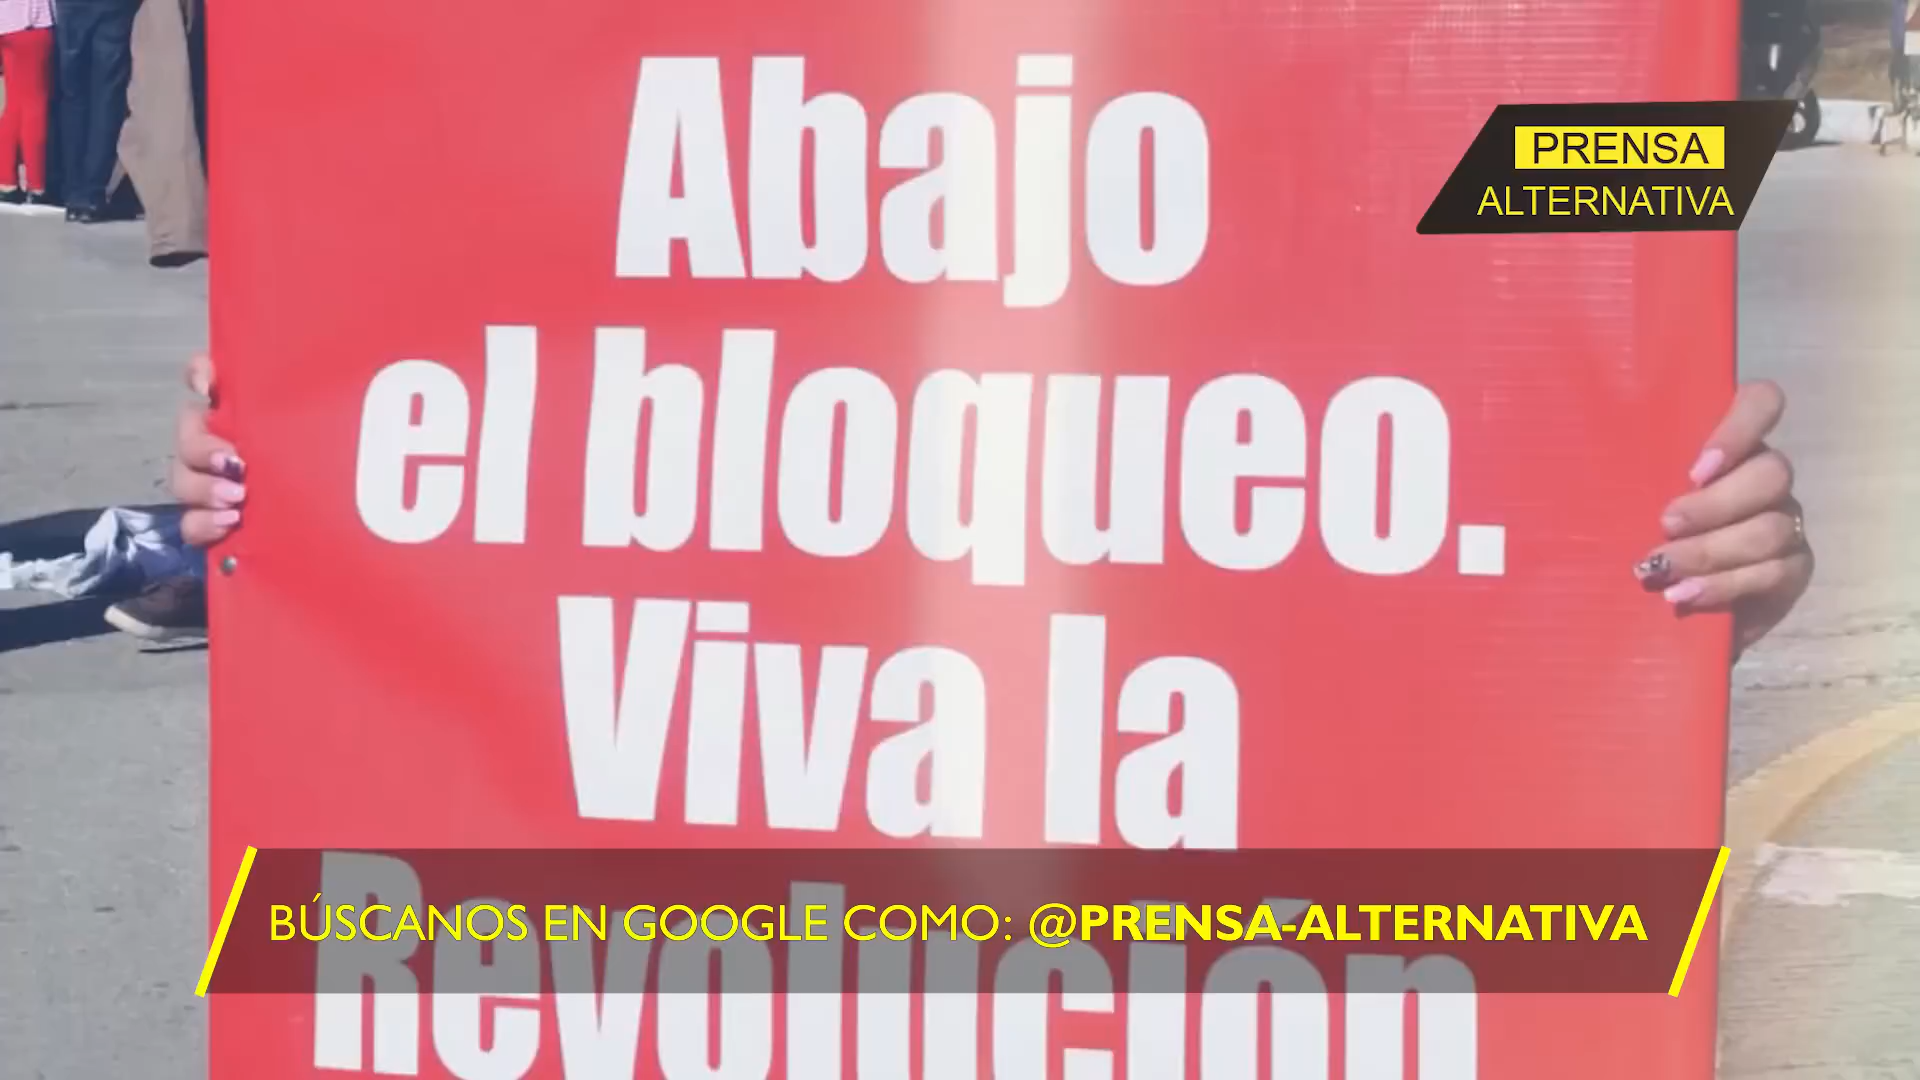 Abajo
el bloqueo.
Viva la
Revolución
PRENSA
ALTERNATIVA
BÚSCANOS EN GOOGLE COMO: @PRENSA-ALTERNATIVA